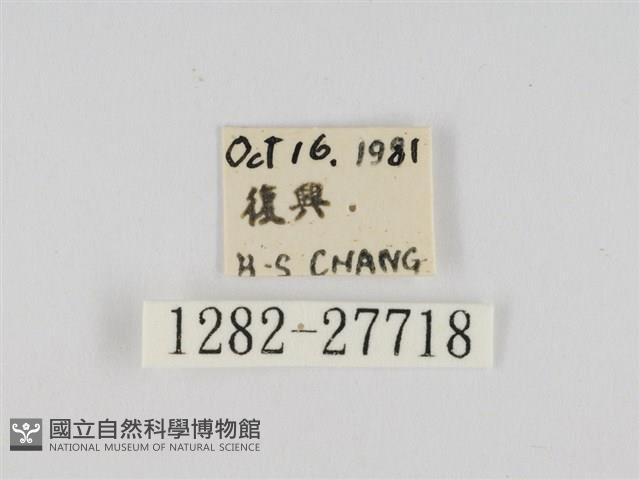 Oct 16. 1981
復興.
H-S CHANG
1282-27718
國立自然科學博物館
NATIONAL MUSEUM OF NATURAL SCIENCE